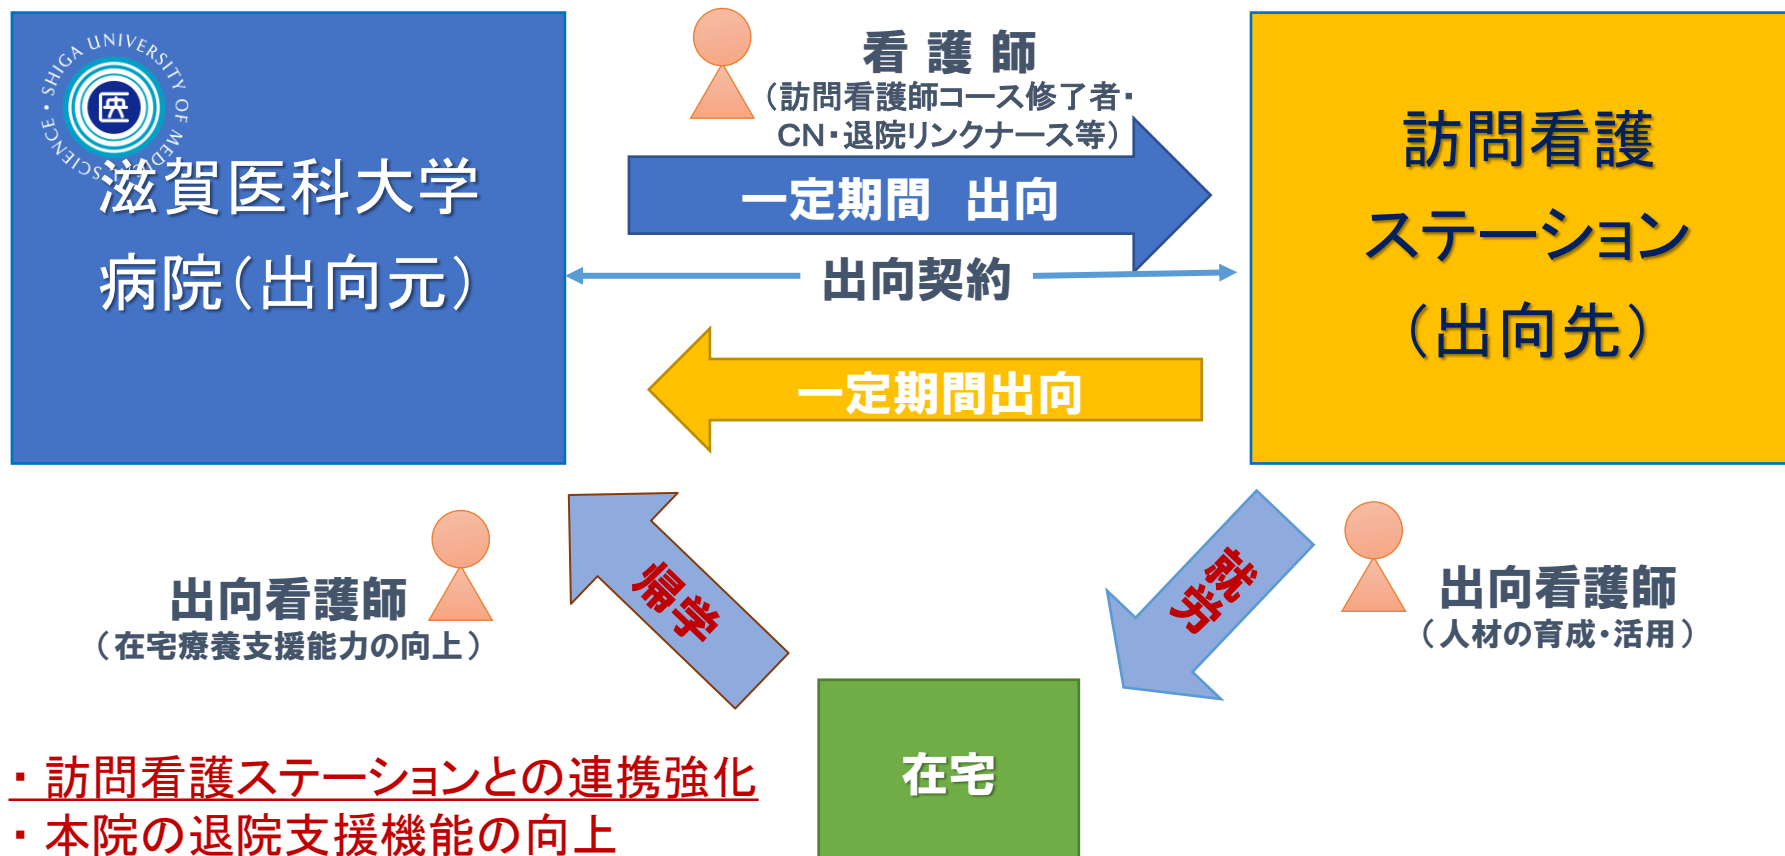 SHIGA UNIVERSITY OF MEDICAL SCIENCE
滋賀医科大学
病院（出向元）
看 護 師
（訪問看護師コース修了者・
CN・退院リンクナース等）
一定期間　出向
出向契約
一定期間出向
訪問看護
ステーション
（出向先）
出向看護師
（在宅療養支援能力の向上）
帰学
就労
出向看護師
（人材の育成・活用）
在宅
・訪問看護ステーションとの連携強化
・本院の退院支援機能の向上